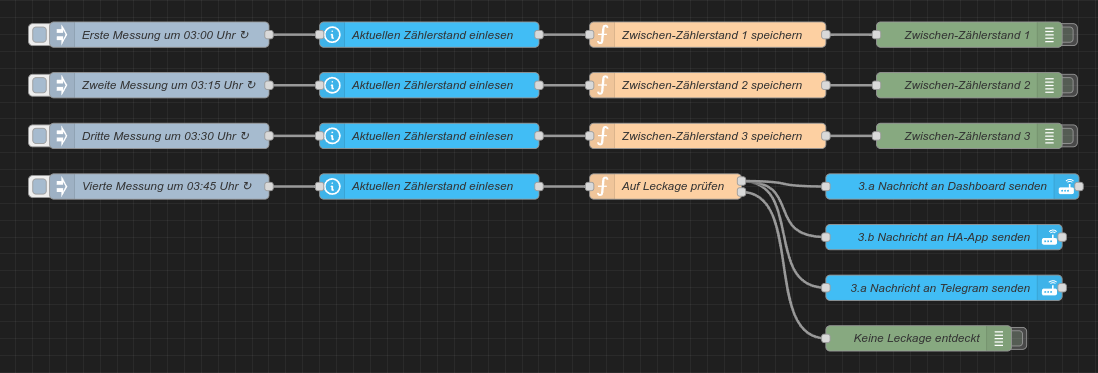 Erste Messung um 03:00 Uhr ↻
Aktuellen Zählerstand einlesen
Zwischen-Zählerstand 1 speichern
Zwischen-Zählerstand 1
Zweite Messung um 03:15 Uhr ↻
Aktuellen Zählerstand einlesen
Zwischen-Zählerstand 2 speichern
Zwischen-Zählerstand 2
Dritte Messung um 03:30 Uhr ↻
Aktuellen Zählerstand einlesen
Zwischen-Zählerstand 3 speichern
Zwischen-Zählerstand 3
Vierte Messung um 03:45 Uhr ↻
Aktuellen Zählerstand einlesen
Auf Leckage prüfen
3.a Nachricht an Dashboard senden
3.b Nachricht an HA-App senden
3.a Nachricht an Telegram senden
Keine Leckage entdeckt